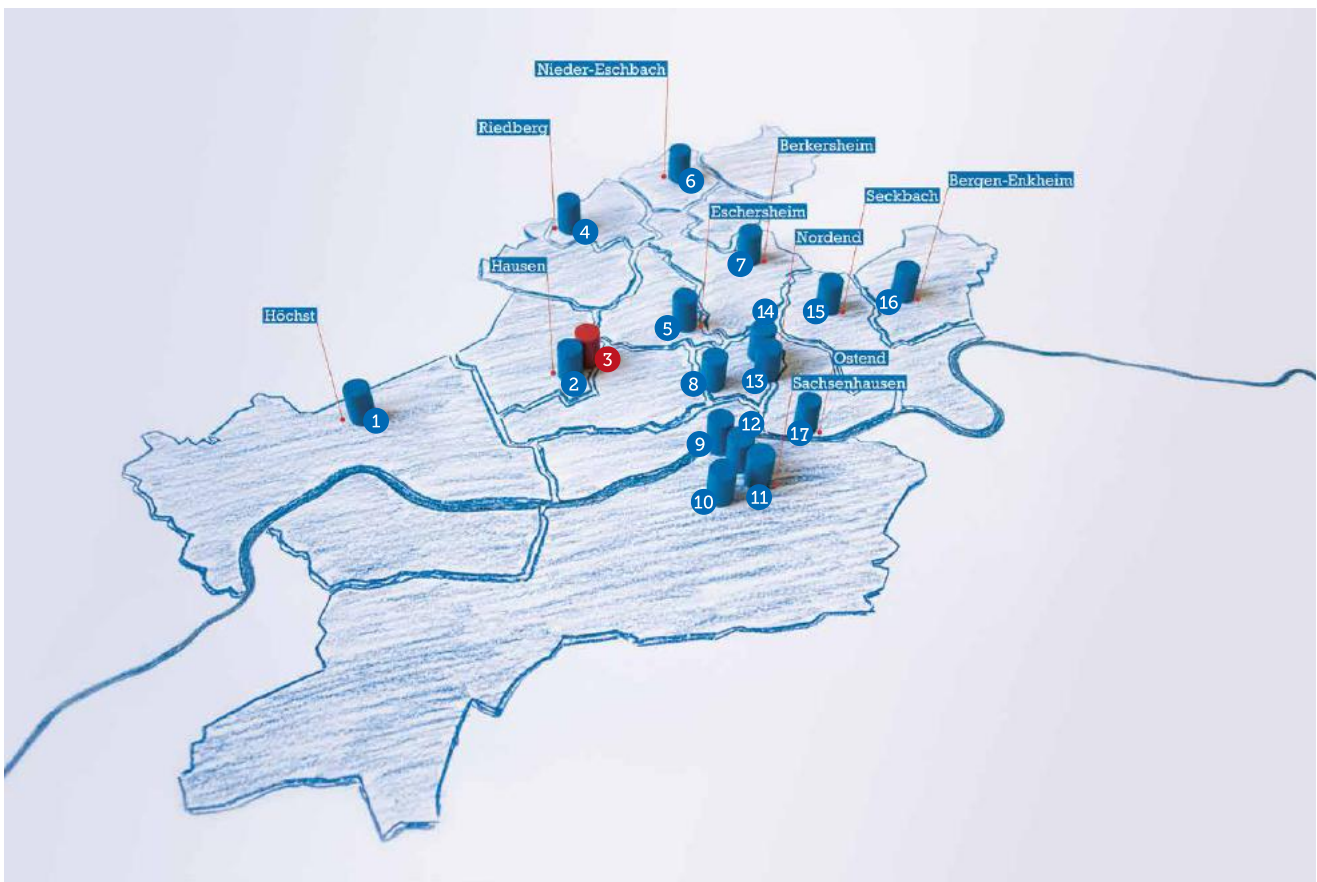 Nieder-Eschbach
Riedberg
Berkersheim
6
Bergen-Enkheim
Seckbach
Eschersheim
4
Nordend
7
Hausen
16
Höchst
14
15
5
3
Ostend
2
8
13
Sachsenhausen
1
12
17
9
11
10